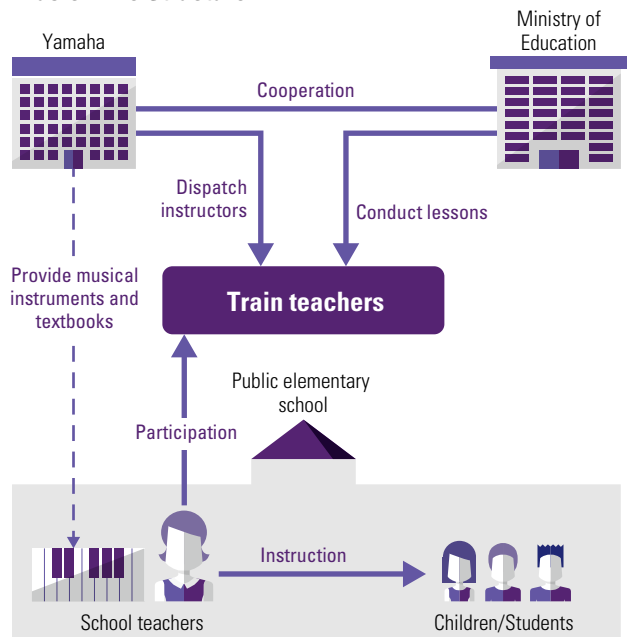 Yamaha
Ministry of
Education
Cooperation
Dispatch
instructors
Conduct lessons
Provide musical
instruments and
textbooks
Train teachers
Public elementary
school
Participation
Instruction
School teachers
Children/Students